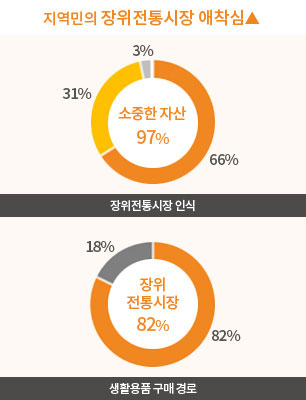 지역민의 장위전통시장 애착심▲
3%
31%
소중한 자산
97%
66%
장위전통시장 인식
18%
장위
전통시장
82%
82%
생활용품 구매 경로